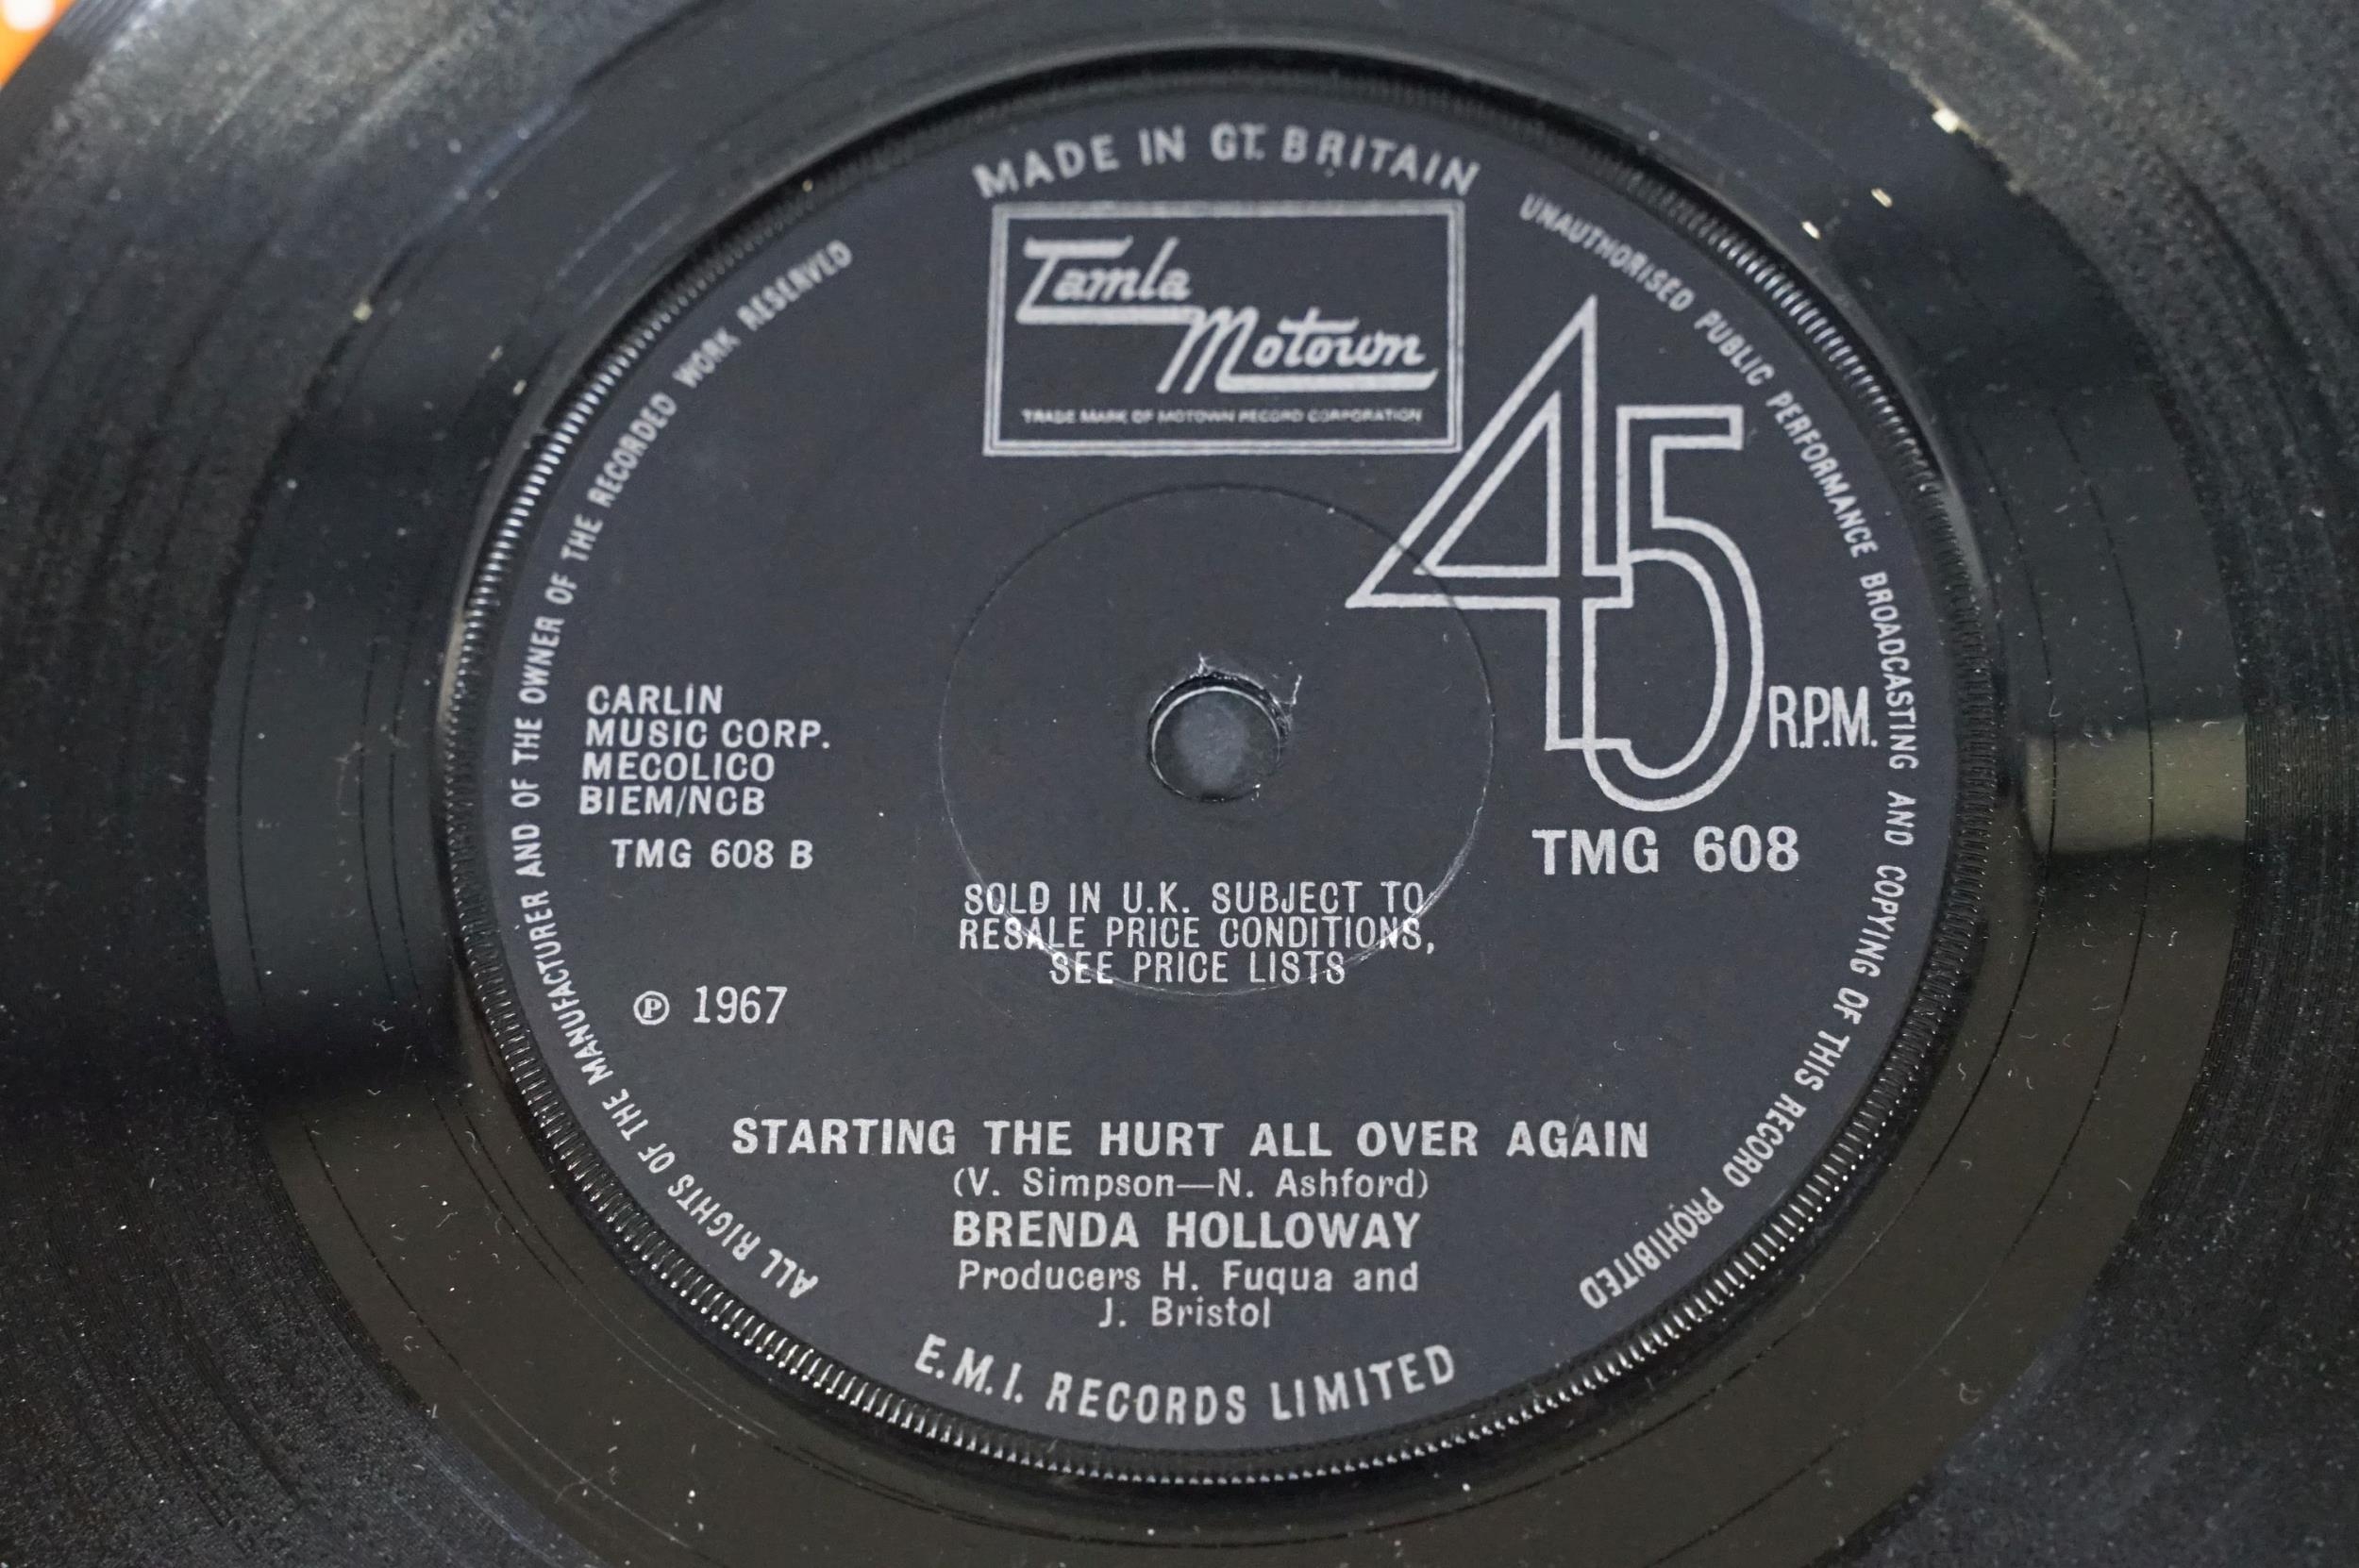 MADE IN GT. BRITAIN
Tamla
Motown
TRADE MARK OF MOTOWN RECORD CORPORATION
ALL RIGHTS OF THE MANUFACTURER AND OF THE OWNER OF THE RECORDED WORK RESERVED
UNAUTHORISED PUBLIC PERFORMANCE BROADCASTING AND COPYING OF THIS RECORD PROHIBITED
45 R.P.M.
CARLIN
MUSIC CORP.
MECOLICO
BIEM/NCB
TMG 608 B
TMG 608
SOLD IN U.K. SUBJECT TO
RESALE PRICE CONDITIONS,
SEE PRICE LISTS
℗ 1967
STARTING THE HURT ALL OVER AGAIN
(V. Simpson—N. Ashford)
BRENDA HOLLOWAY
Producers H. Fuqua and
J. Bristol
E.M.I. RECORDS LIMITED